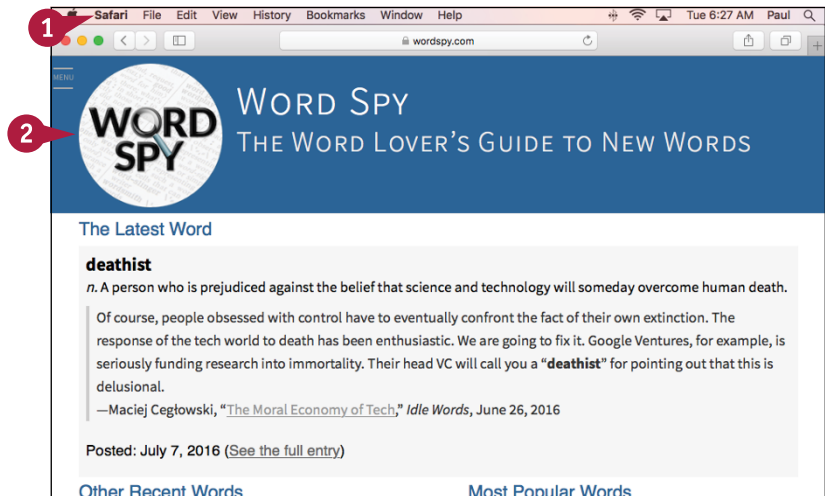 1
Safari File Edit View History Bookmarks Window Help Tue 6:27 AM Paul
wordspy.com
MENU
2
WORD
SPY
WORD SPY
THE WORD LOVER'S GUIDE TO NEW WORDS
The Latest Word
deathist
n. A person who is prejudiced against the belief that science and technology will someday overcome human death.
Of course, people obsessed with control have to eventually confront the fact of their own extinction. The
response of the tech world to death has been enthusiastic. We are going to fix it. Google Ventures, for example, is
seriously funding research into immortality. Their head VC will call you a “deathist” for pointing out that this is
delusional.
—Maciej Cegłowski, “The Moral Economy of Tech,” Idle Words, June 26, 2016
Posted: July 7, 2016 (See the full entry)
Other Recent Words Most Popular Words